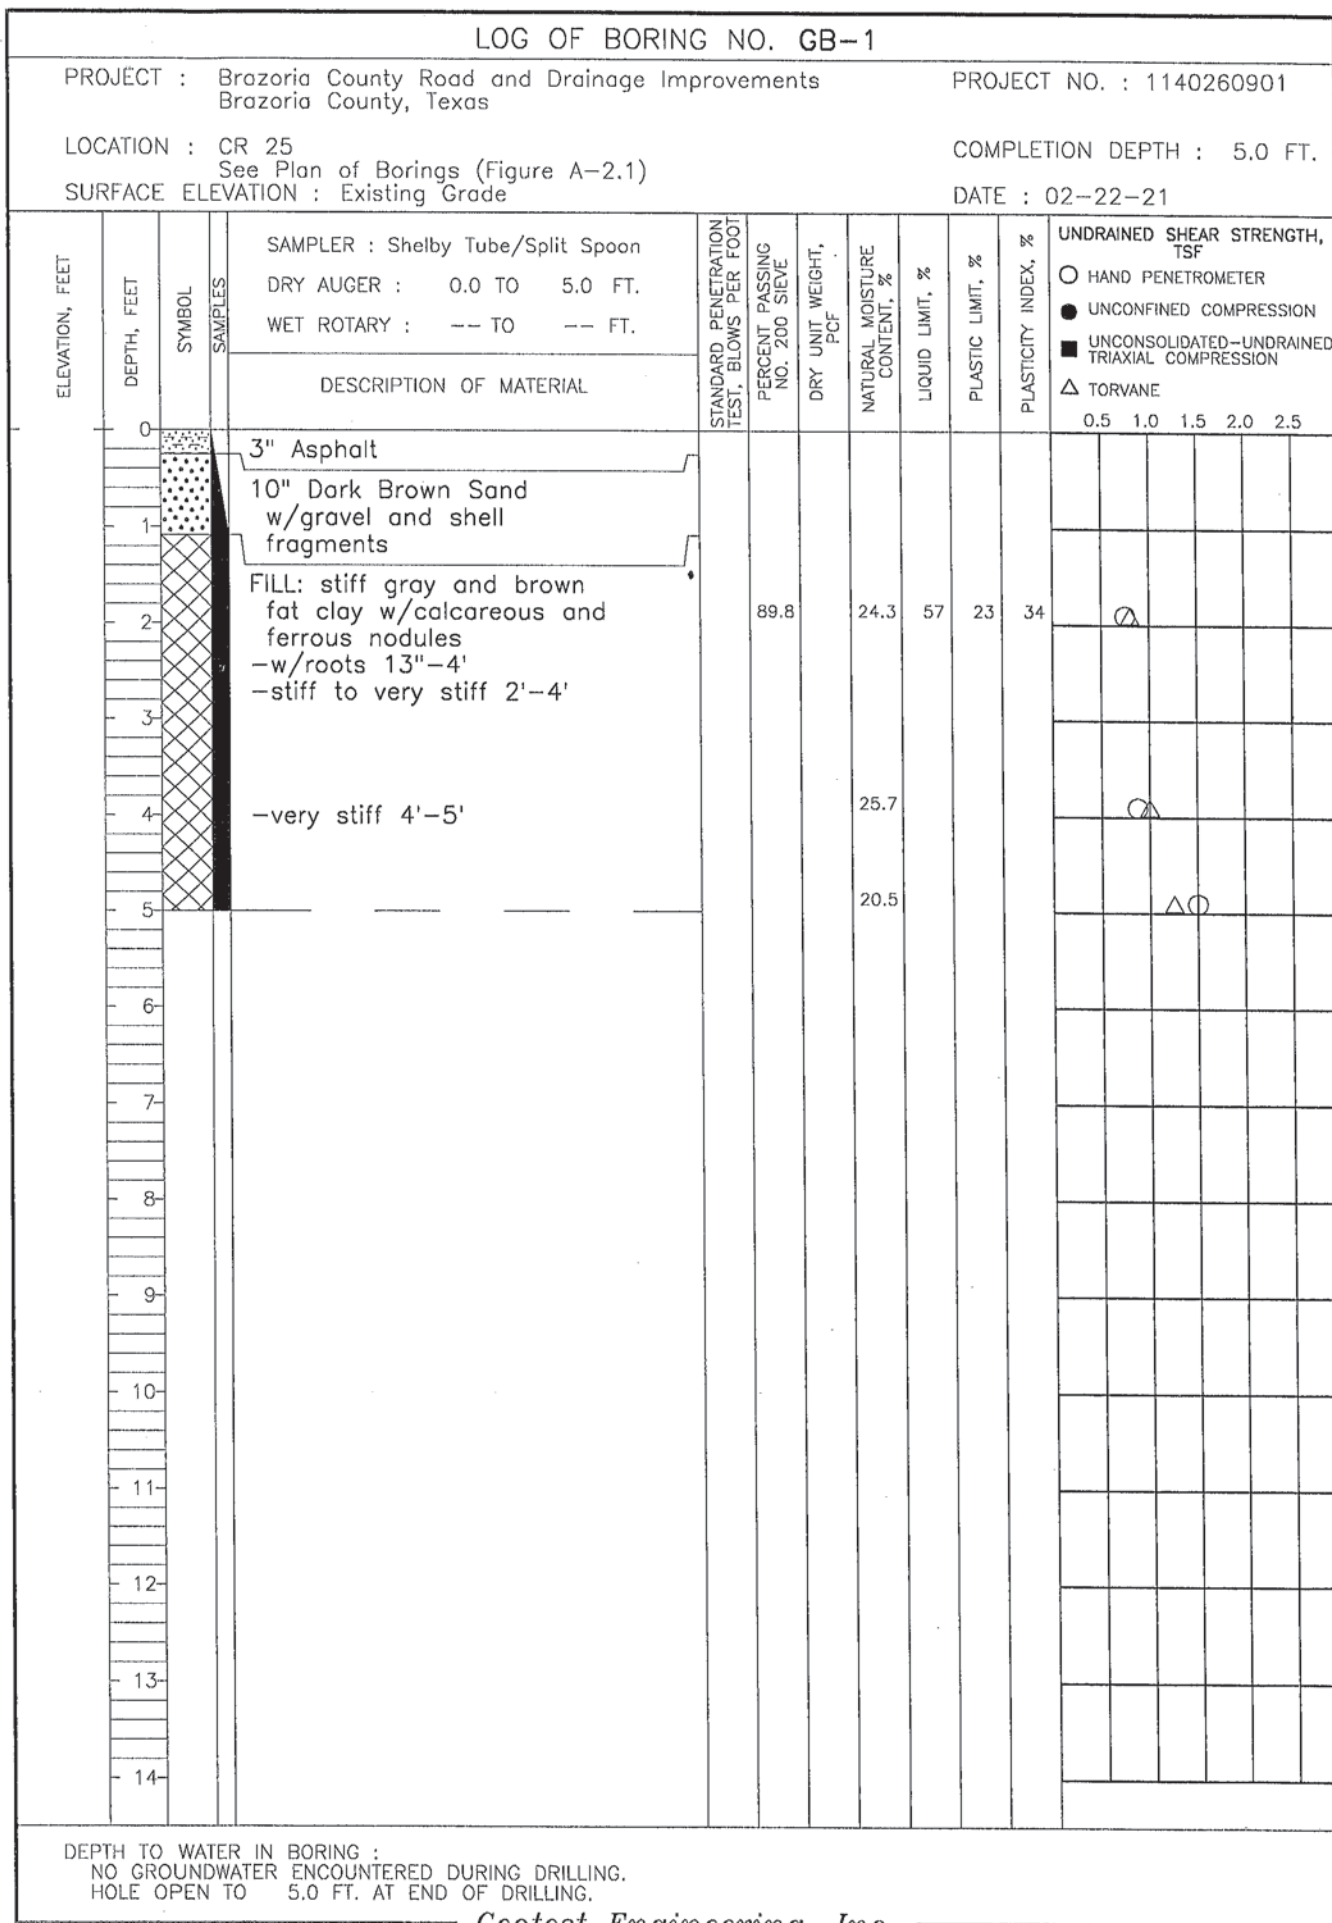 LOG OF BORING NO. GB-1
PROJECT : Brazoria County Road and Drainage Improvements
Brazoria County, Texas
PROJECT NO. : 1140260901
LOCATION : CR 25
See Plan of Borings (Figure A-2.1)
COMPLETION DEPTH : 5.0 FT.
SURFACE ELEVATION : Existing Grade
DATE : 02-22-21
ELEVATION, FEET
DEPTH, FEET
SYMBOL
SAMPLES
SAMPLER : Shelby Tube/Split Spoon
DRY AUGER : 0.0 TO 5.0 FT.
WET ROTARY : -- TO -- FT.
DESCRIPTION OF MATERIAL
STANDARD PENETRATION
TEST, BLOWS PER FOOT
PERCENT PASSING
NO. 200 SIEVE
DRY UNIT WEIGHT,
PCF
NATURAL MOISTURE
CONTENT, %
LIQUID LIMIT, %
PLASTIC LIMIT, %
PLASTICITY INDEX, %
UNDRAINED SHEAR STRENGTH,
TSF
HAND PENETROMETER
UNCONFINED COMPRESSION
UNCONSOLIDATED-UNDRAINED
TRIAXIAL COMPRESSION
TORVANE
0.5 1.0 1.5 2.0 2.5
0
3" Asphalt
10" Dark Brown Sand
w/gravel and shell
1
fragments
FILL: stiff gray and brown
fat clay w/calcareous and
2
89.8 24.3 57 23 34
ferrous nodules
-w/roots 13"-4'
-stiff to very stiff 2'-4'
3
25.7
4
-very stiff 4'-5'
20.5
5
6
7
8
9
10
11
12
13
14
DEPTH TO WATER IN BORING :
NO GROUNDWATER ENCOUNTERED DURING DRILLING.
HOLE OPEN TO 5.0 FT. AT END OF DRILLING.
Geotest Engineering, Inc.